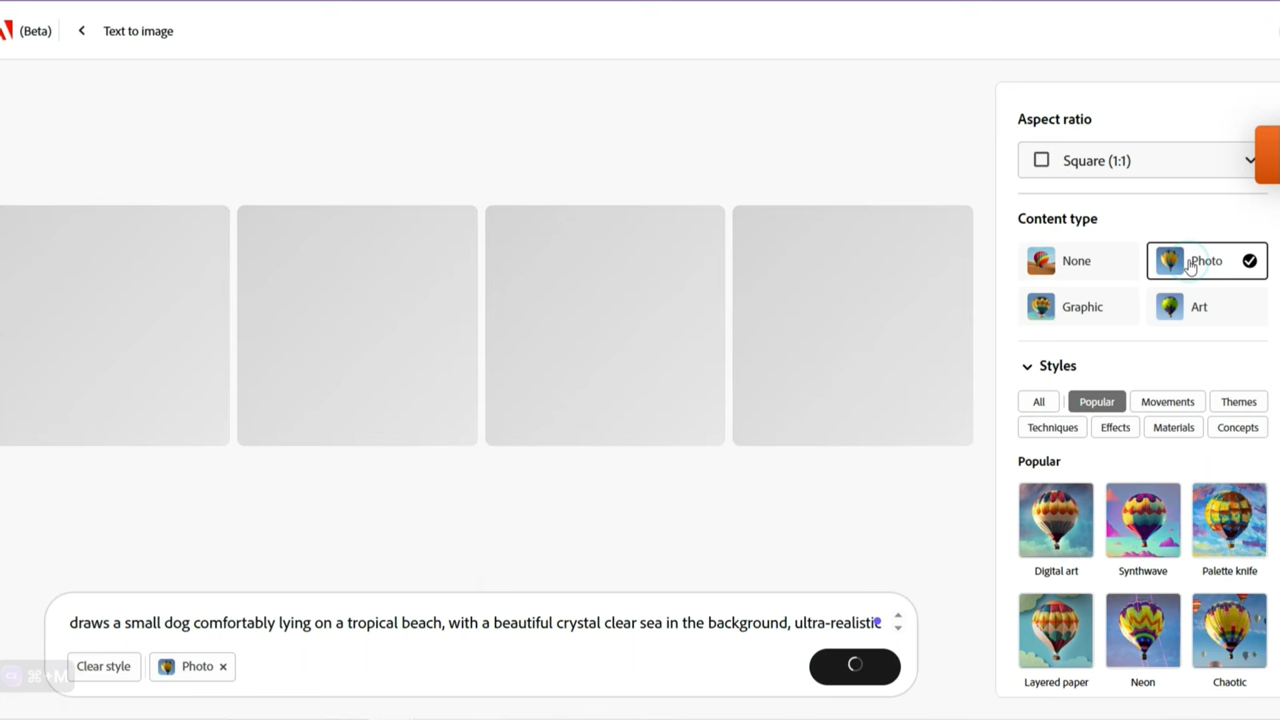 (Beta) Text to image
Aspect ratio
Square (1:1)
Content type
None Photo
Graphic Art
Styles
All Popular Movements Themes
Techniques Effects Materials Concepts
Popular
Digital art Synthwave Palette knife
Layered paper Neon Chaotic
draws a small dog comfortably lying on a tropical beach, with a beautiful crystal clear sea in the background, ultra-realistic
Clear style Photo ×
⌘+M